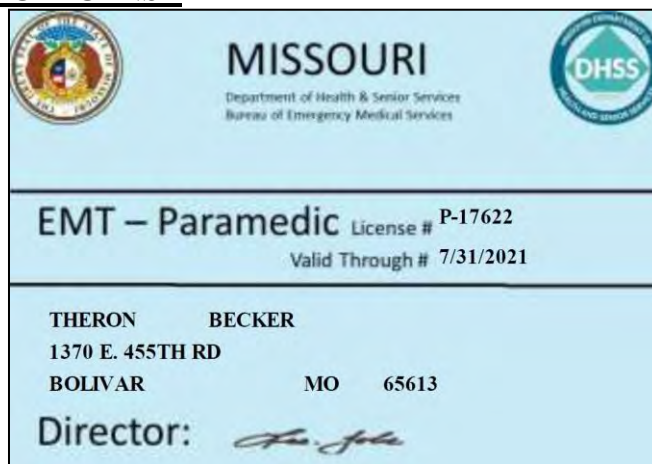 MISSOURI
Department of Health & Senior Services
Bureau of Emergency Medical Services
DHSS
EMT – Paramedic License # P-17622
Valid Through # 7/31/2021
THERON BECKER
1370 E. 455TH RD
BOLIVAR MO 65613
Director: